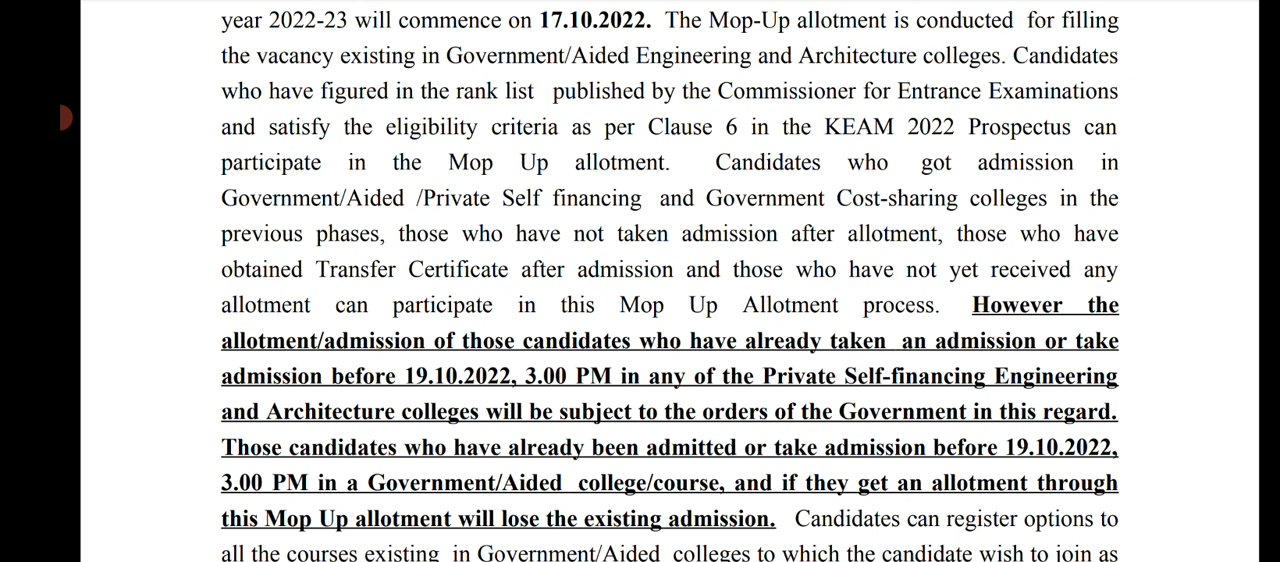 year 2022-23 will commence on 17.10.2022. The Mop-Up allotment is conducted for filling
the vacancy existing in Government/Aided Engineering and Architecture colleges. Candidates
who have figured in the rank list published by the Commissioner for Entrance Examinations
and satisfy the eligibility criteria as per Clause 6 in the KEAM 2022 Prospectus can
participate in the Mop Up allotment. Candidates who got admission in
Government/Aided /Private Self financing and Government Cost-sharing colleges in the
previous phases, those who have not taken admission after allotment, those who have
obtained Transfer Certificate after admission and those who have not yet received any
allotment can participate in this Mop Up Allotment process. However the
allotment/admission of those candidates who have already taken an admission or take
admission before 19.10.2022, 3.00 PM in any of the Private Self-financing Engineering
and Architecture colleges will be subject to the orders of the Government in this regard.
Those candidates who have already been admitted or take admission before 19.10.2022,
3.00 PM in a Government/Aided college/course, and if they get an allotment through
this Mop Up allotment will lose the existing admission. Candidates can register options to
all the courses existing in Government/Aided colleges to which the candidate wish to join as